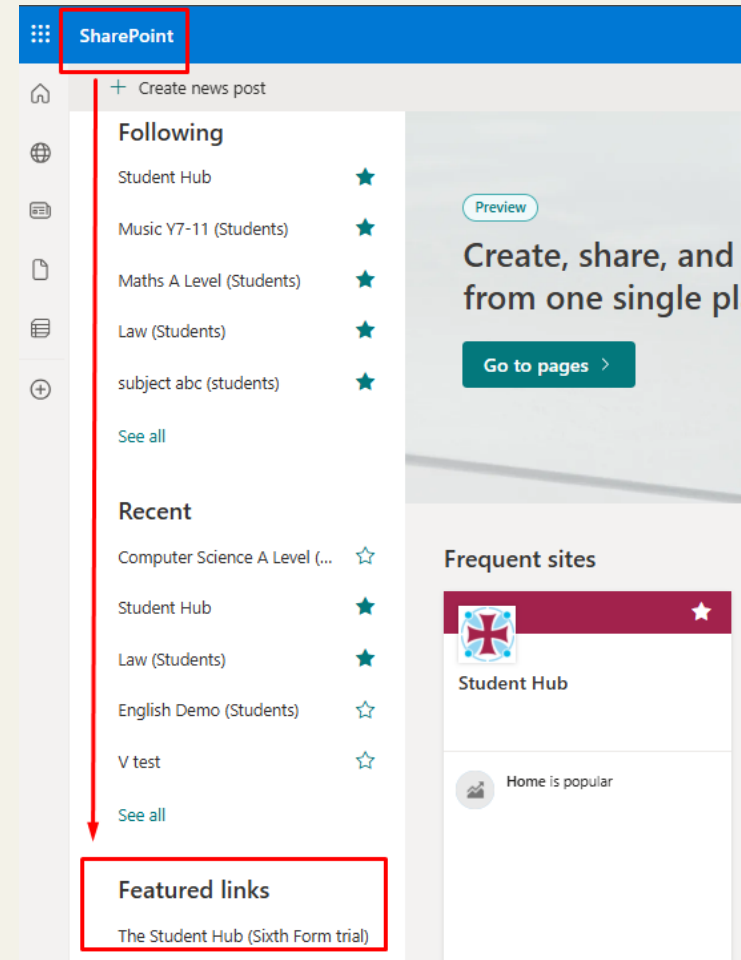 SharePoint
+ Create news post
Following
Student Hub
Music Y7-11 (Students)
Maths A Level (Students)
Law (Students)
subject abc (students)
See all
Recent
Computer Science A Level (...
Student Hub
Law (Students)
English Demo (Students)
V test
See all
Featured links
The Student Hub (Sixth Form trial)
Preview
Create, share, and
from one single pl
Go to pages >
Frequent sites
Student Hub
Home is popular